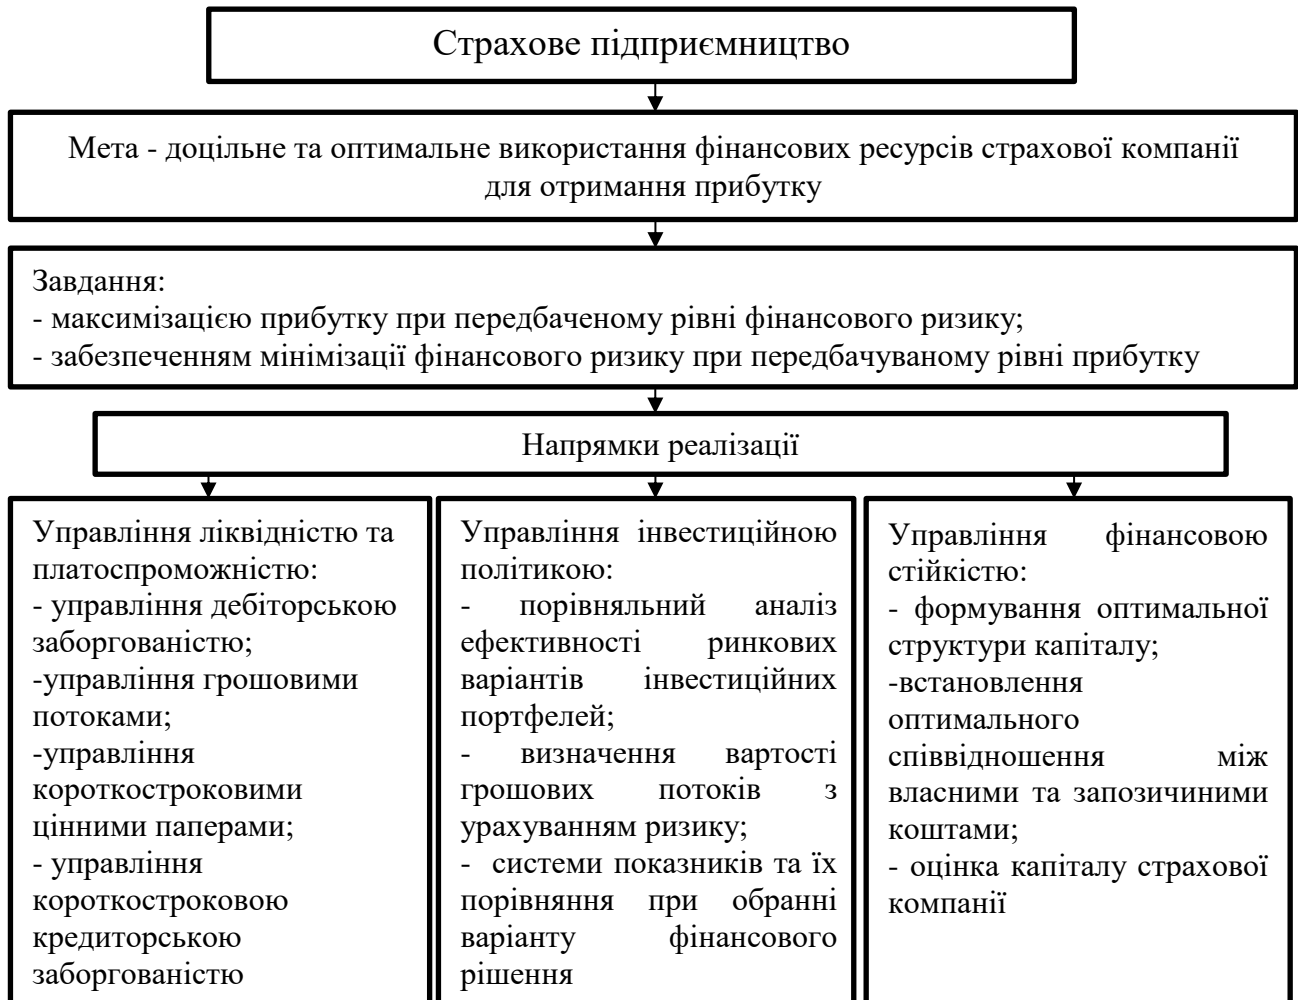 Страхове підприємництво
Мета - доцільне та оптимальне використання фінансових ресурсів страхової компанії
для отримання прибутку
Завдання:
- максимізацією прибутку при передбаченому рівні фінансового ризику;
- забезпеченням мінімізації фінансового ризику при передбачуваному рівні прибутку
Напрямки реалізації
Управління ліквідністю та
платоспроможністю:
- управління дебіторською
заборгованістю;
-управління грошовими
потоками;
-управління
короткостроковими
цінними паперами;
- управління
короткостроковою
кредиторською
заборгованістю
Управління інвестиційною
політикою:
- порівняльний аналіз
ефективності ринкових
варіантів інвестиційних
портфелей;
- визначення вартості
грошових потоків з
урахуванням ризику;
- системи показників та їх
порівняння при обранні
варіанту фінансового
рішення
Управління фінансовою
стійкістю:
- формування оптимальної
структури капіталу;
-встановлення
оптимального
співвідношення між
власними та запозичиними
коштами;
- оцінка капіталу страхової
компанії